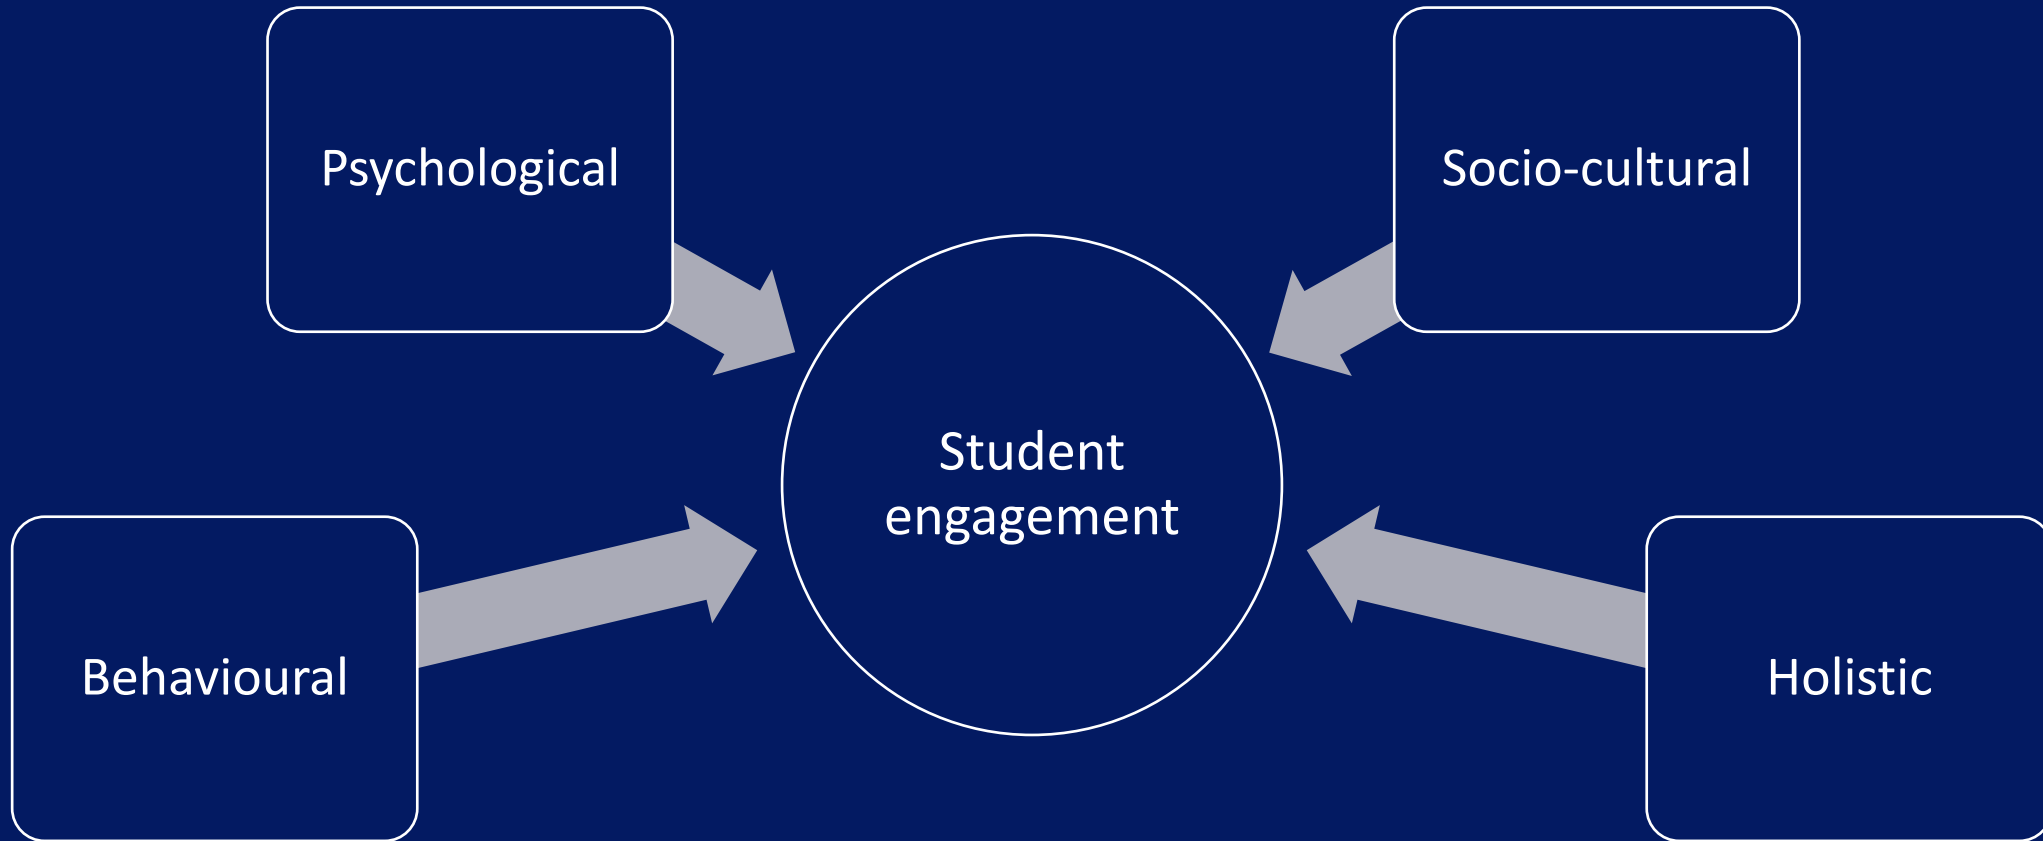 Psychological
Socio-cultural
Student
engagement
Behavioural
Holistic